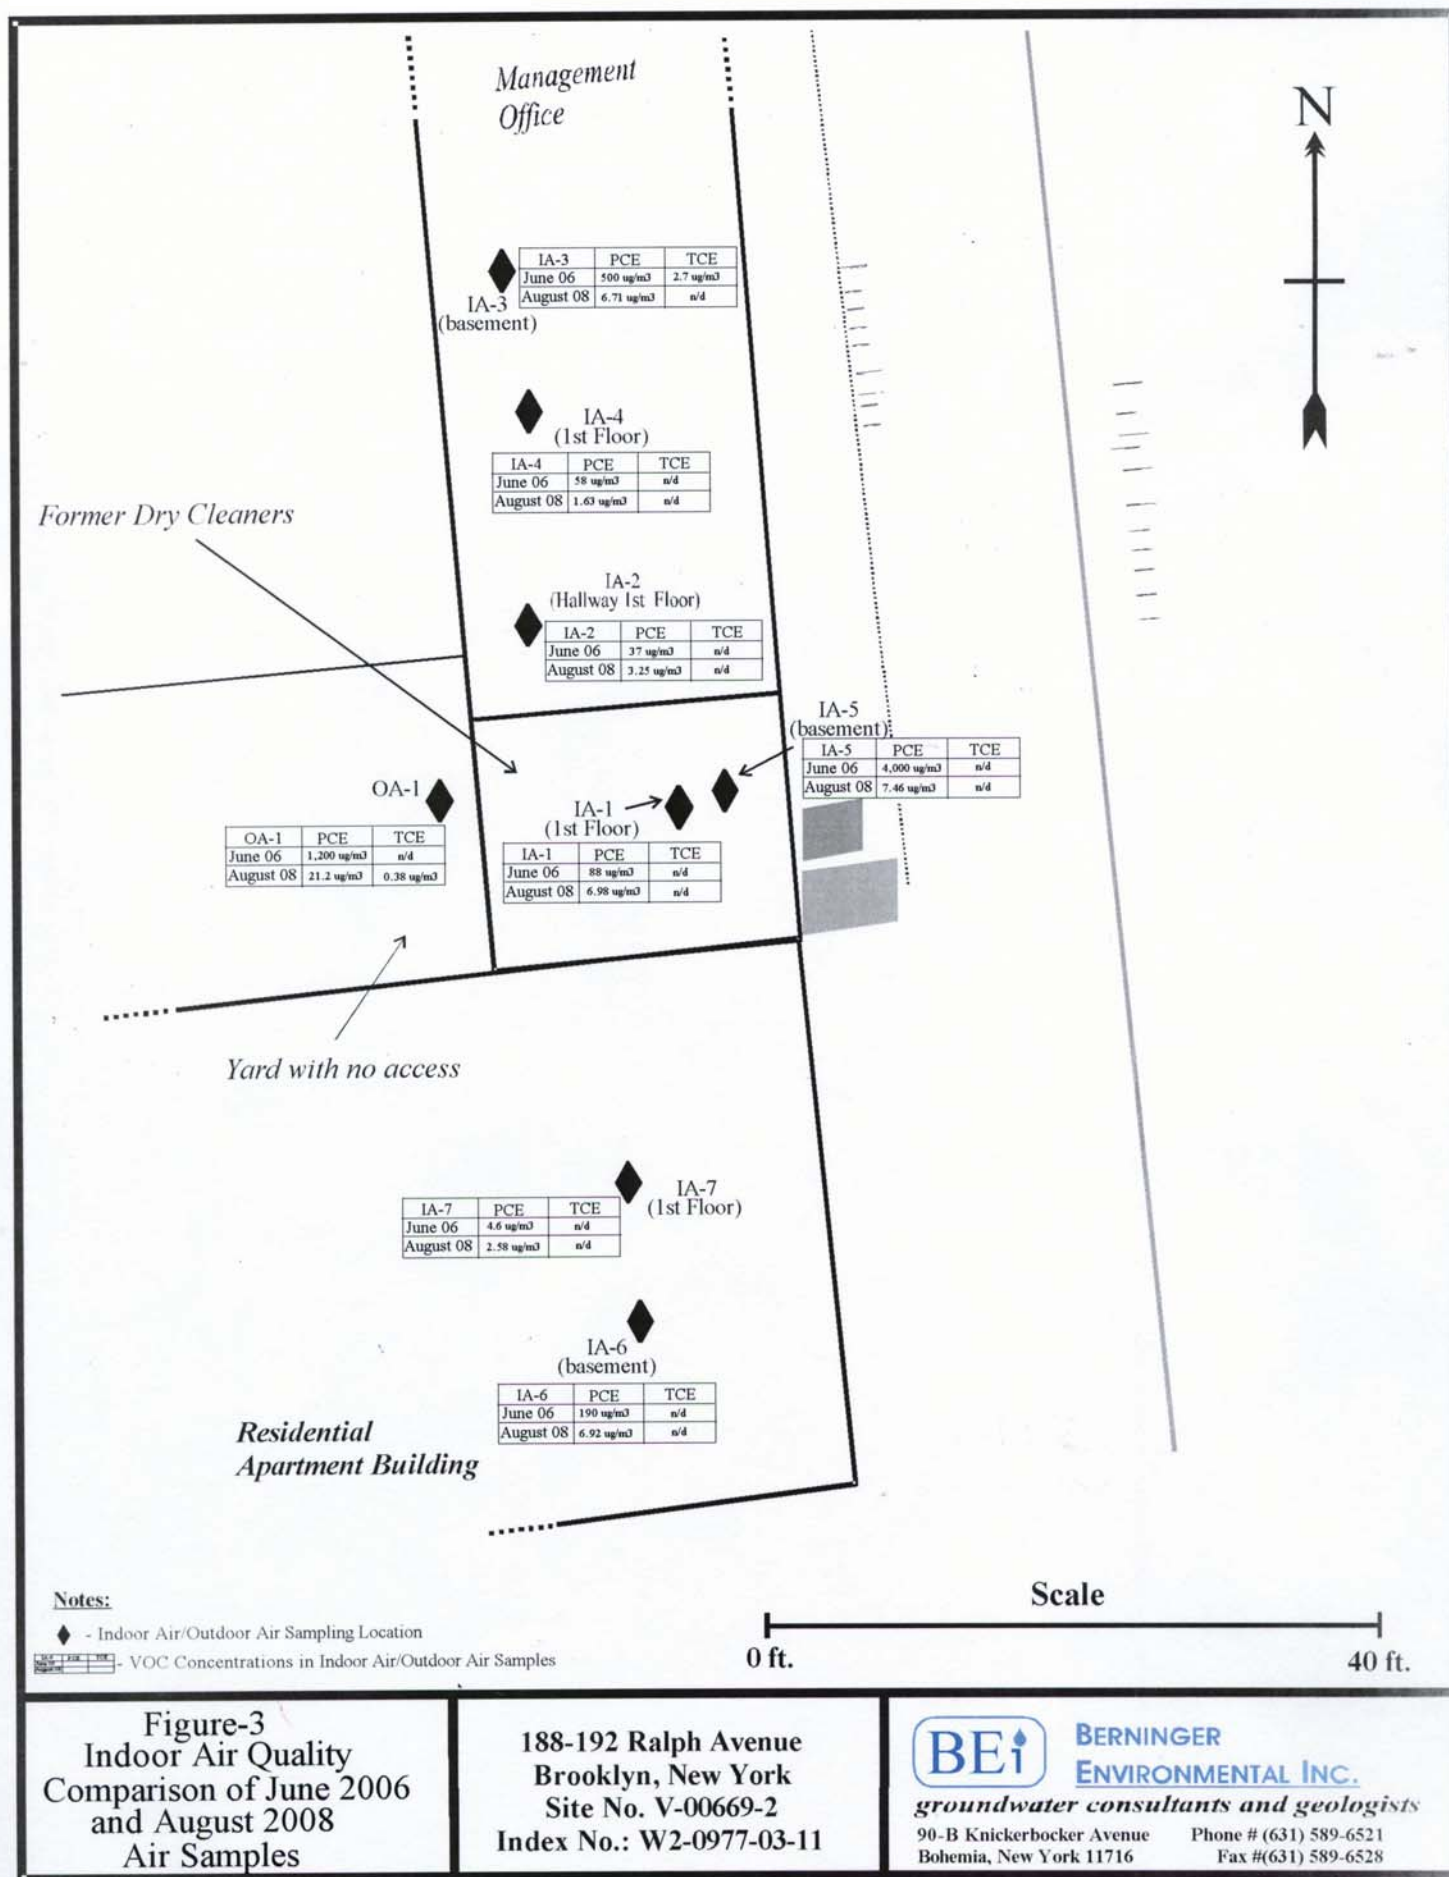 Management
Office
N
IA-3 PCE TCE
June 06 500 ug/m3 2.7 ug/m3
August 08 6.71 ug/m3 n/d
IA-3
(basement)
IA-4
(1st Floor)
IA-4 PCE TCE
June 06 58 ug/m3 n/d
August 08 1.63 ug/m3 n/d
Former Dry Cleaners
IA-2
(Hallway 1st Floor)
IA-2 PCE TCE
June 06 37 ug/m3 n/d
August 08 3.25 ug/m3 n/d
IA-5
(basement)
IA-5 PCE TCE
June 06 4,000 ug/m3 n/d
August 08 7.46 ug/m3 n/d
OA-1
OA-1 PCE TCE
June 06 1,200 ug/m3 n/d
August 08 21.2 ug/m3 0.38 ug/m3
IA-1
(1st Floor)
IA-1 PCE TCE
June 06 88 ug/m3 n/d
August 08 6.98 ug/m3 n/d
Yard with no access
IA-7
(1st Floor)
IA-7 PCE TCE
June 06 4.6 ug/m3 n/d
August 08 2.58 ug/m3 n/d
IA-6
(basement)
IA-6 PCE TCE
June 06 190 ug/m3 n/d
August 08 6.92 ug/m3 n/d
Residential
Apartment Building
Notes:
- Indoor Air/Outdoor Air Sampling Location
- VOC Concentrations in Indoor Air/Outdoor Air Samples
Scale
0 ft. 40 ft.
Figure-3
Indoor Air Quality
Comparison of June 2006
and August 2008
Air Samples
188-192 Ralph Avenue
Brooklyn, New York
Site No. V-00669-2
Index No.: W2-0977-03-11
BEi
BERNINGER
ENVIRONMENTAL INC.
groundwater consultants and geologists
90-B Knickerbocker Avenue Phone # (631) 589-6521
Bohemia, New York 11716 Fax #(631) 589-6528